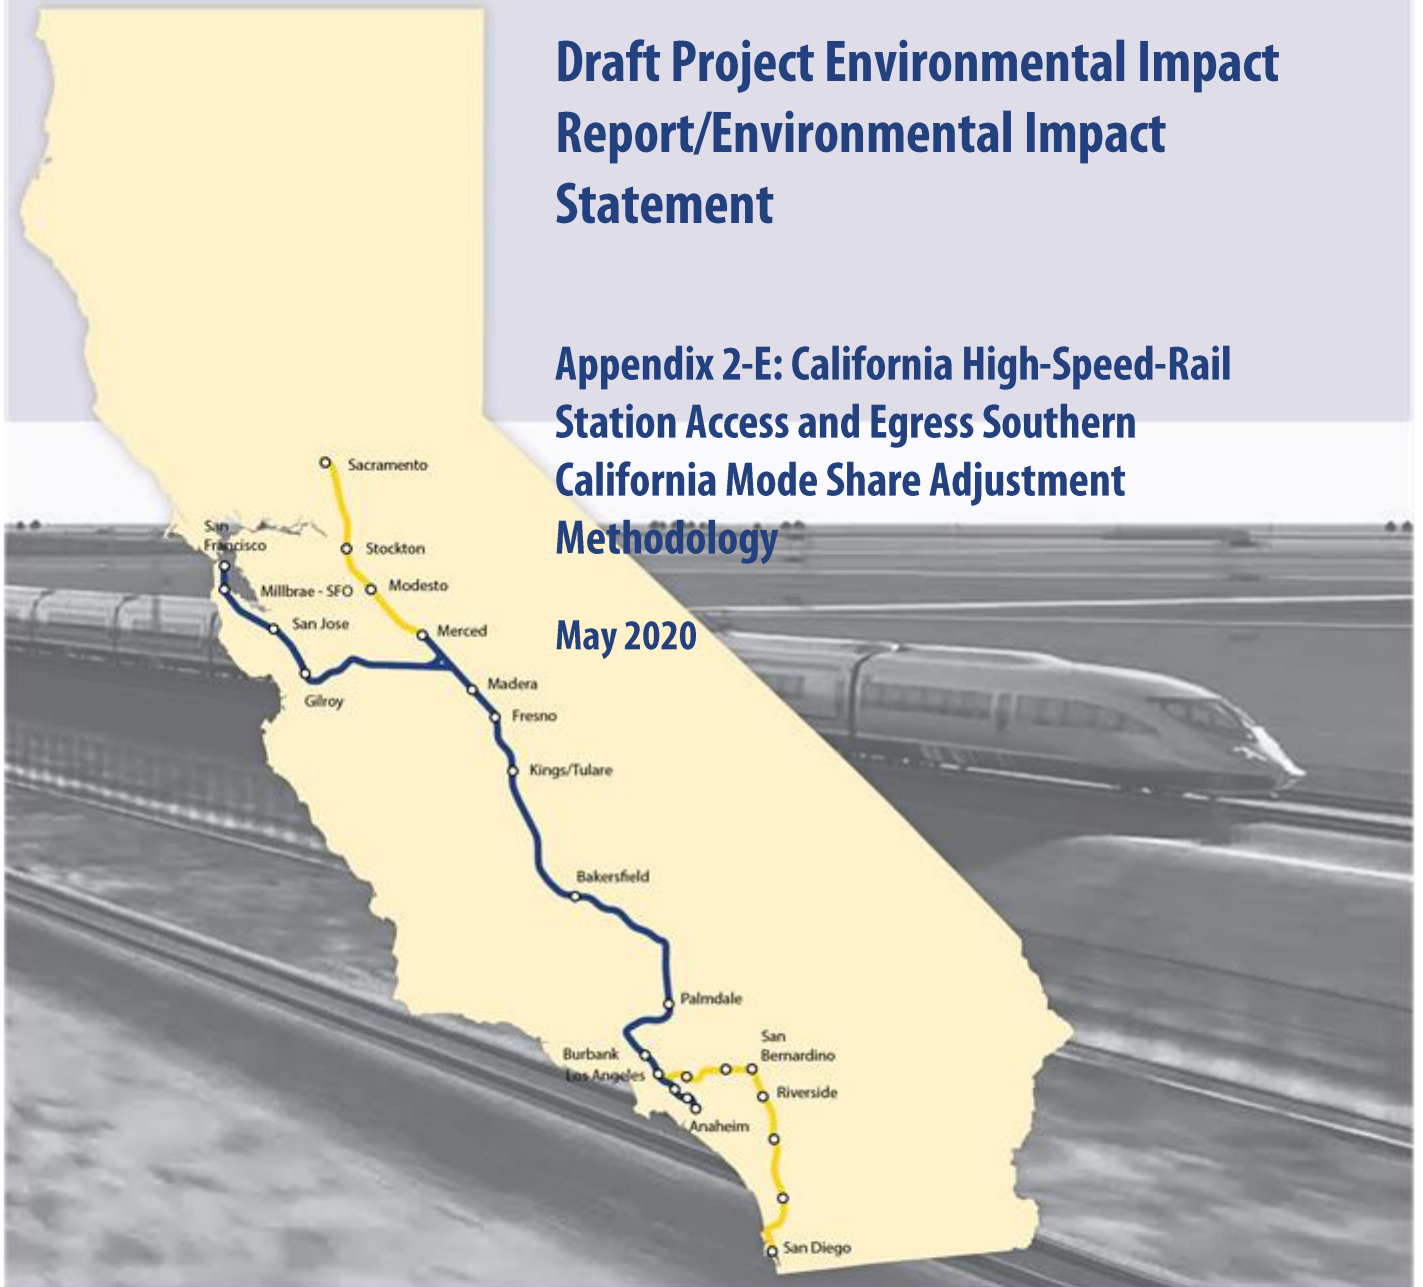 Draft Project Environmental Impact
Report/Environmental Impact
Statement
Appendix 2-E: California High-Speed-Rail
Station Access and Egress Southern
California Mode Share Adjustment
Methodology
May 2020
Sacramento
San
Francisco
Stockton
Millbrae - SFO
Modesto
San Jose
Merced
Gilroy
Madera
Fresno
Kings/Tulare
Bakersfield
Palmdale
San
Bernardino
Burbank
Los Angeles
Riverside
Anaheim
San Diego